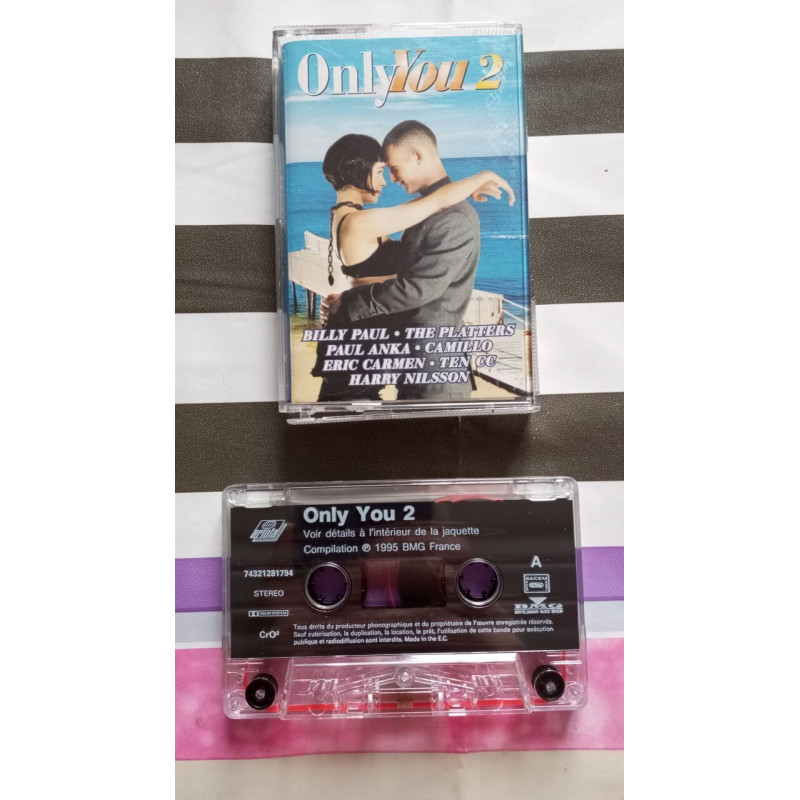 Only You 2
BILLY PAUL • THE PLATTERS
PAUL ANKA • CAMILLO
ERIC CARMEN • TEN CC
HARRY NILSSON
Only You 2
Voir détails à l'intérieur de la jaquette
Compilation ℗ 1995 BMG France
74321281794
A
STEREO
SACEM
DOLBY SYSTEM
BMG
CrO²
Tous droits du producteur phonographique et du propriétaire de l'œuvre enregistrée réservés.
Sauf autorisation, la duplication, la location, le prêt, l'utilisation de cette bande pour exécution
publique et radiodiffusion sont interdits. Made in the E.C.